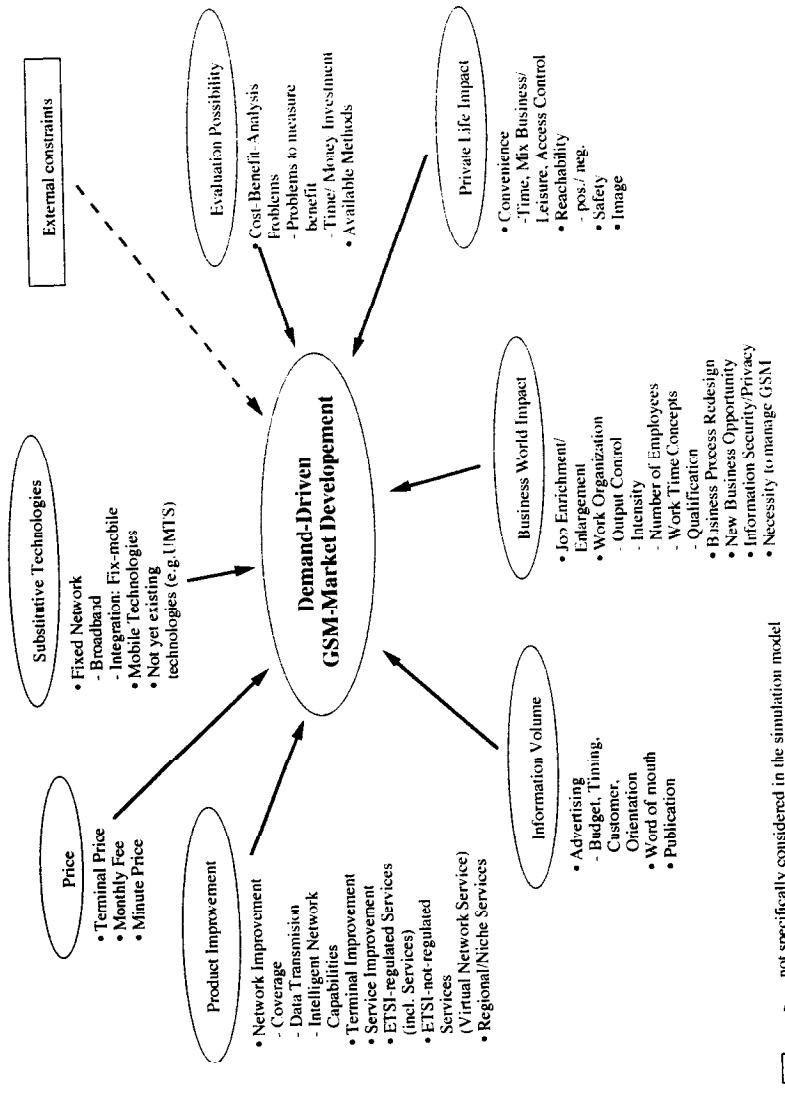 External constraints
Substitutive Technologies
• Fixed Network
- Broadband
- Integration: Fix-mobile
• Mobile Technologies
• Not yet existing
technologies (e.g.UMTS)
Price
• Terminal Price
• Monthly Fee
• Minute Price
Evaluation Possibility
• Cost-Benefit-Analysis
Problems
- Problems to measure
benefit
- Time/ Money Investment
• Available Methods
Product Improvement
• Network Improvement
- Coverage
- Data Transmision
- Intelligent Network
Capabilities
• Terminal Improvement
• Service Improvement
• ETSI-regulated Services
(incl. Services)
• ETSI-not-regulated
Services
(Virtual Network Service)
• Regional/Niche Services
Demand-Driven
GSM-Market Developement
Private Life Impact
• Convenience
-Time, Mix Business/
Leisure, Access Control
• Reachability
- pos./ neg.
• Safety
• Image
Information Volume
• Advertising
- Budget, Timing,
Customer,
Orientation
• Word of mouth
• Publication
Business World Impact
• Job Enrichment/
Enlargement
• Work Organization
- Output Control
- Intensity
- Number of Employees
- Work Time Concepts
- Qualification
• Business Process Redesign
• New Business Opportunity
• Information Security/Privacy
• Necessity to manage GSM
not specifically considered in the simulation model